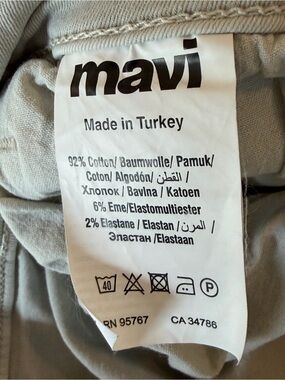 mavi
Made in Turkey
92% Cotton/ Baumwolle/ Pamuk/
Coton/ Algodón/ القطن /
Хлопок/ Bavlna / Katoen
6% Eme/Elastomultiester
2% Elastane / Elastan / المرن /
Эластан /Elastaan
40 P
RN 95767 CA 34786